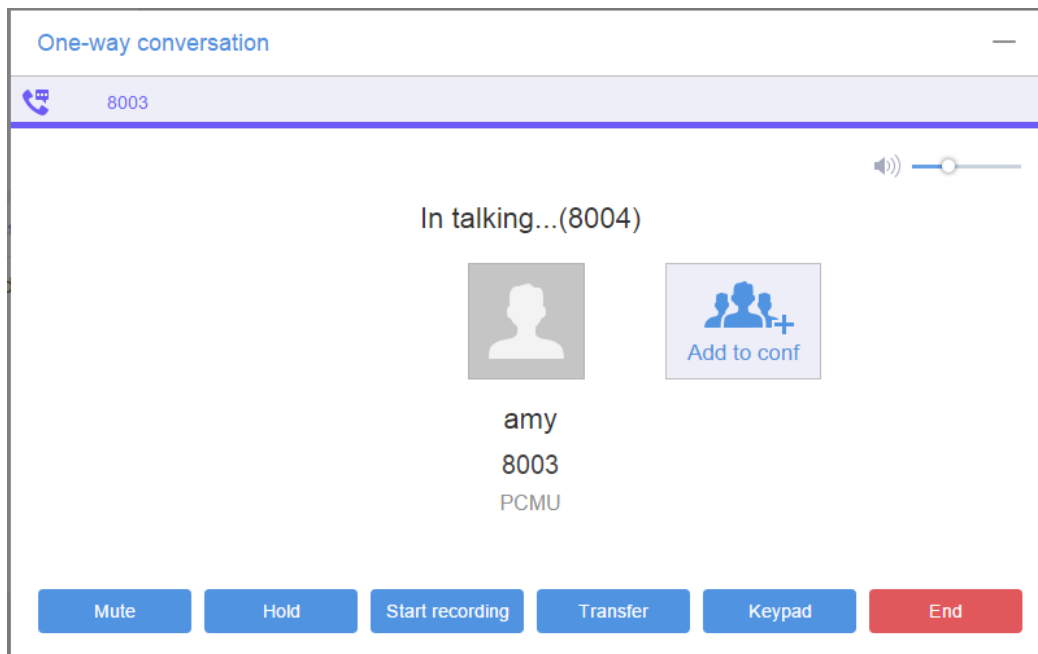 One-way conversation
8003
In talking...(8004)
Add to conf
amy
8003
PCMU
Mute Hold Start recording Transfer Keypad End